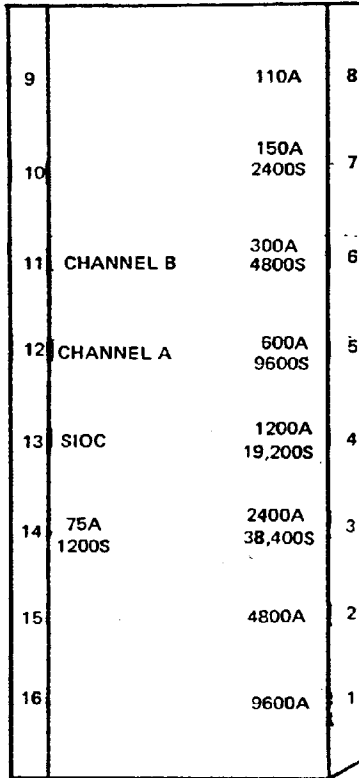 9 110A 8
150A
10 2400S 7
300A
11 CHANNEL B 4800S 6
600A
12 CHANNEL A 9600S 5
1200A
13 SIOC 19,200S 4
75A 2400A
14 1200S 38,400S 3
15 4800A 2
16 9600A 1